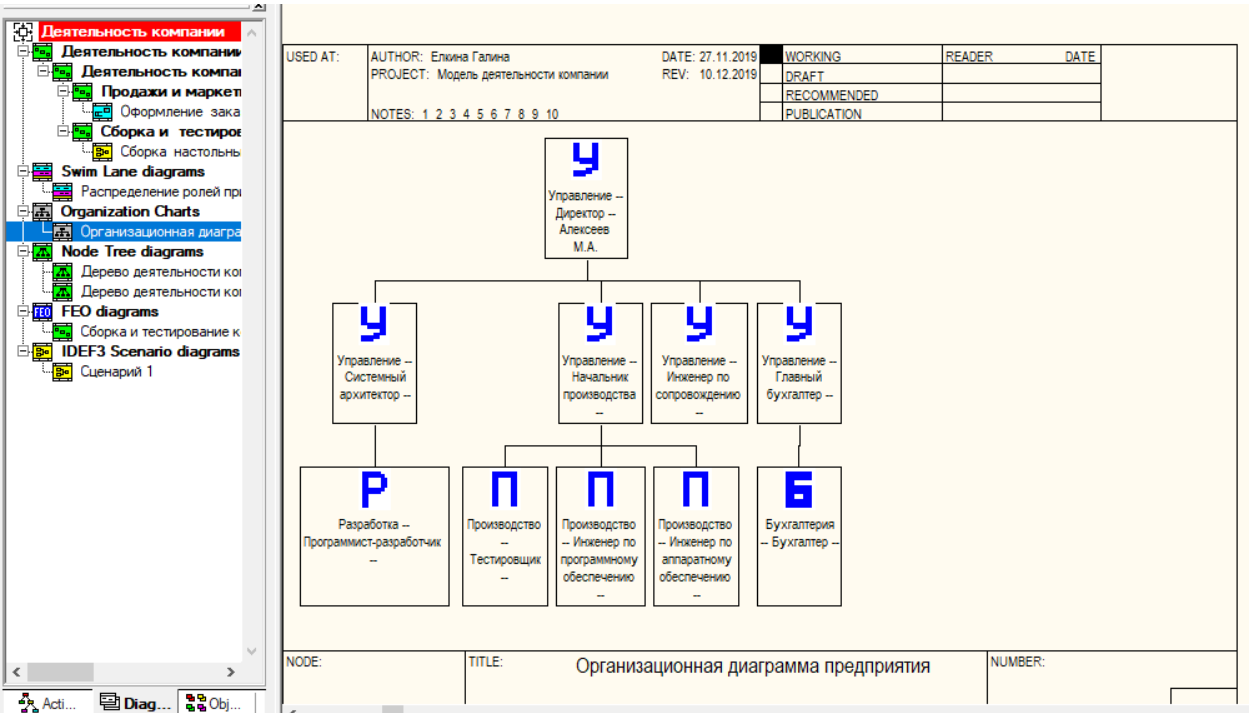 Деятельность компании
Деятельность компании
Деятельность компа
Продажи и маркет
Оформление зака
Сборка и тестиров
Сборка настольны
Swim Lane diagrams
Распределение ролей пр
Organization Charts
Организационная диагра
Node Tree diagrams
Дерево деятельности ко
Дерево деятельности ко
FEO diagrams
Сборка и тестирование к
IDEF3 Scenario diagrams
Сценарий 1
Acti...
Diag...
Obj...
USED AT:
AUTHOR: Елкина Галина
DATE: 27.11.2019
PROJECT: Модель деятельности компании
REV: 10.12.2019
NOTES: 1 2 3 4 5 6 7 8 9 10
WORKING
DRAFT
RECOMMENDED
PUBLICATION
READER
DATE
У
Управление --
Директор --
Алексеев
М.А.
У
Управление --
Системный
архитектор --
У
Управление --
Начальник
производства
--
У
Управление --
Инженер по
сопровождению
--
У
Управление --
Главный
бухгалтер --
Р
Разработка --
Программист-разработчик
--
П
Производство
--
Тестировщик
--
П
Производство
-- Инженер по
программному
обеспечению
--
П
Производство
-- Инженер по
аппаратному
обеспечению
--
Б
Бухгалтерия
-- Бухгалтер --
NODE:
TITLE:
Организационная диаграмма предприятия
NUMBER: